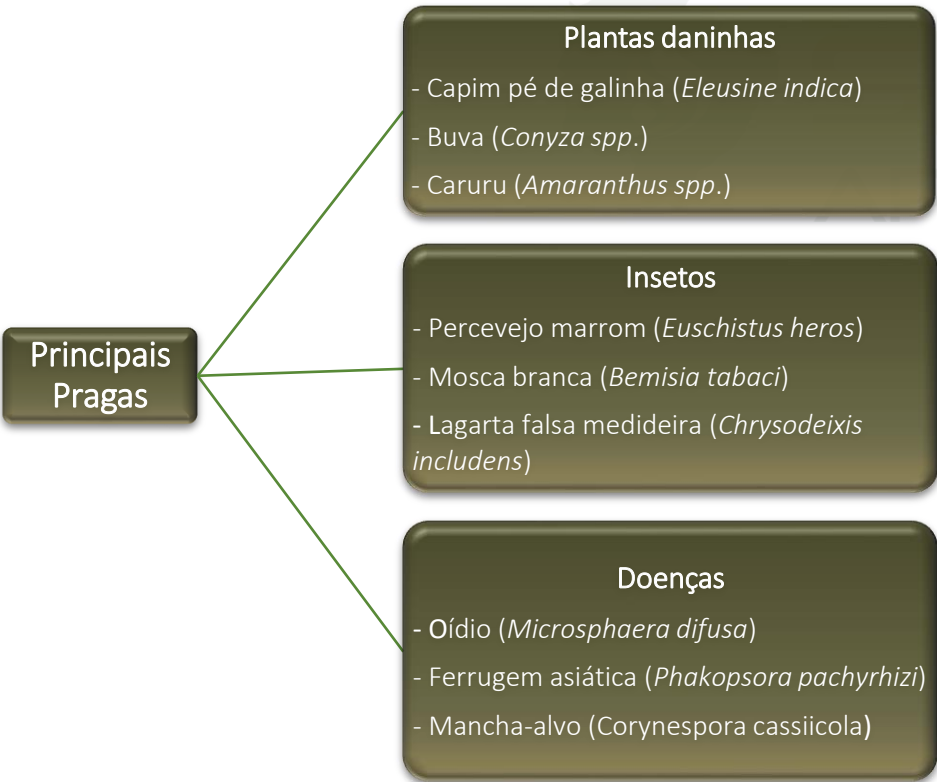 Principais
Pragas
Plantas daninhas
- Capim pé de galinha (Eleusine indica)
- Buva (Conyza spp.)
- Caruru (Amaranthus spp.)
Insetos
- Percevejo marrom (Euschistus heros)
- Mosca branca (Bemisia tabaci)
- Lagarta falsa medideira (Chrysodeixis
includens)
Doenças
- Oídio (Microsphaera difusa)
- Ferrugem asiática (Phakopsora pachyrhizi)
- Mancha-alvo (Corynespora cassiicola)